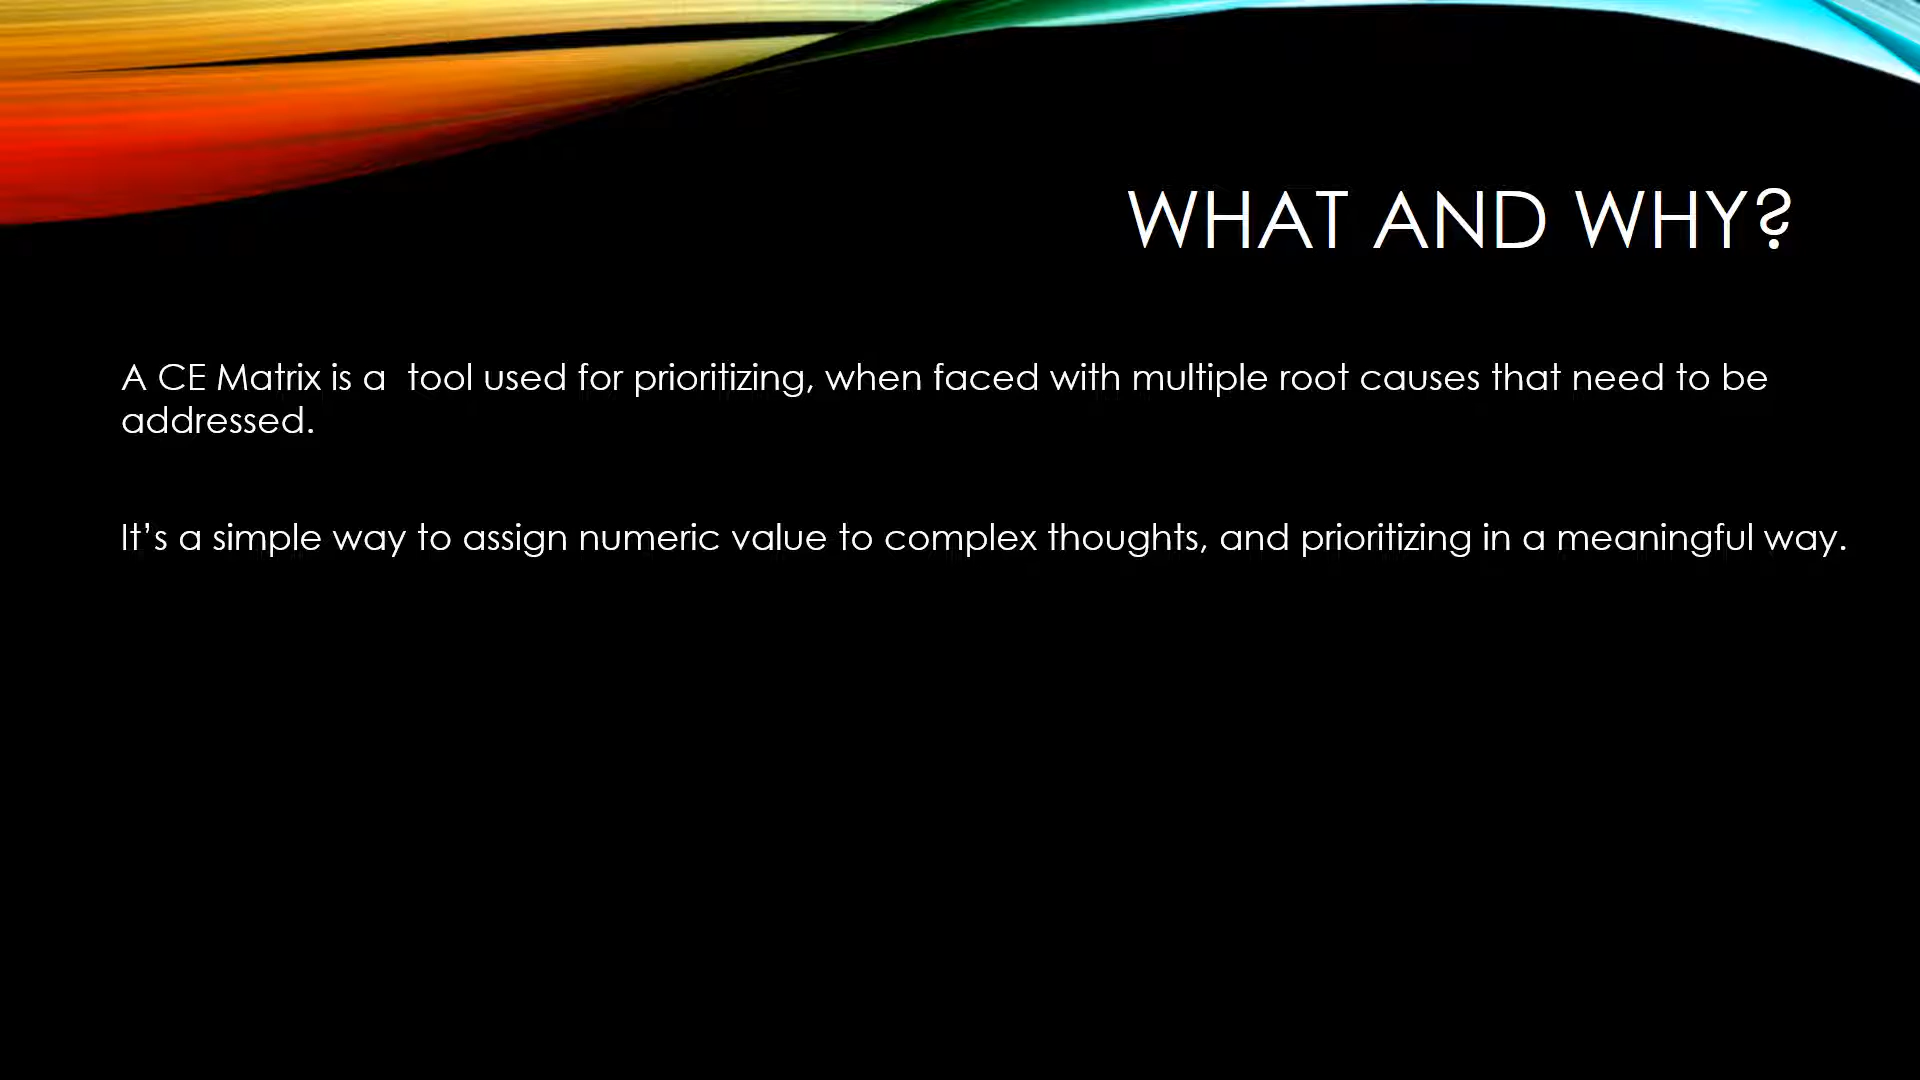 WHAT AND WHY?
A CE Matrix is a  tool used for prioritizing, when faced with multiple root causes that need to be
addressed.
It’s a simple way to assign numeric value to complex thoughts, and prioritizing in a meaningful way.